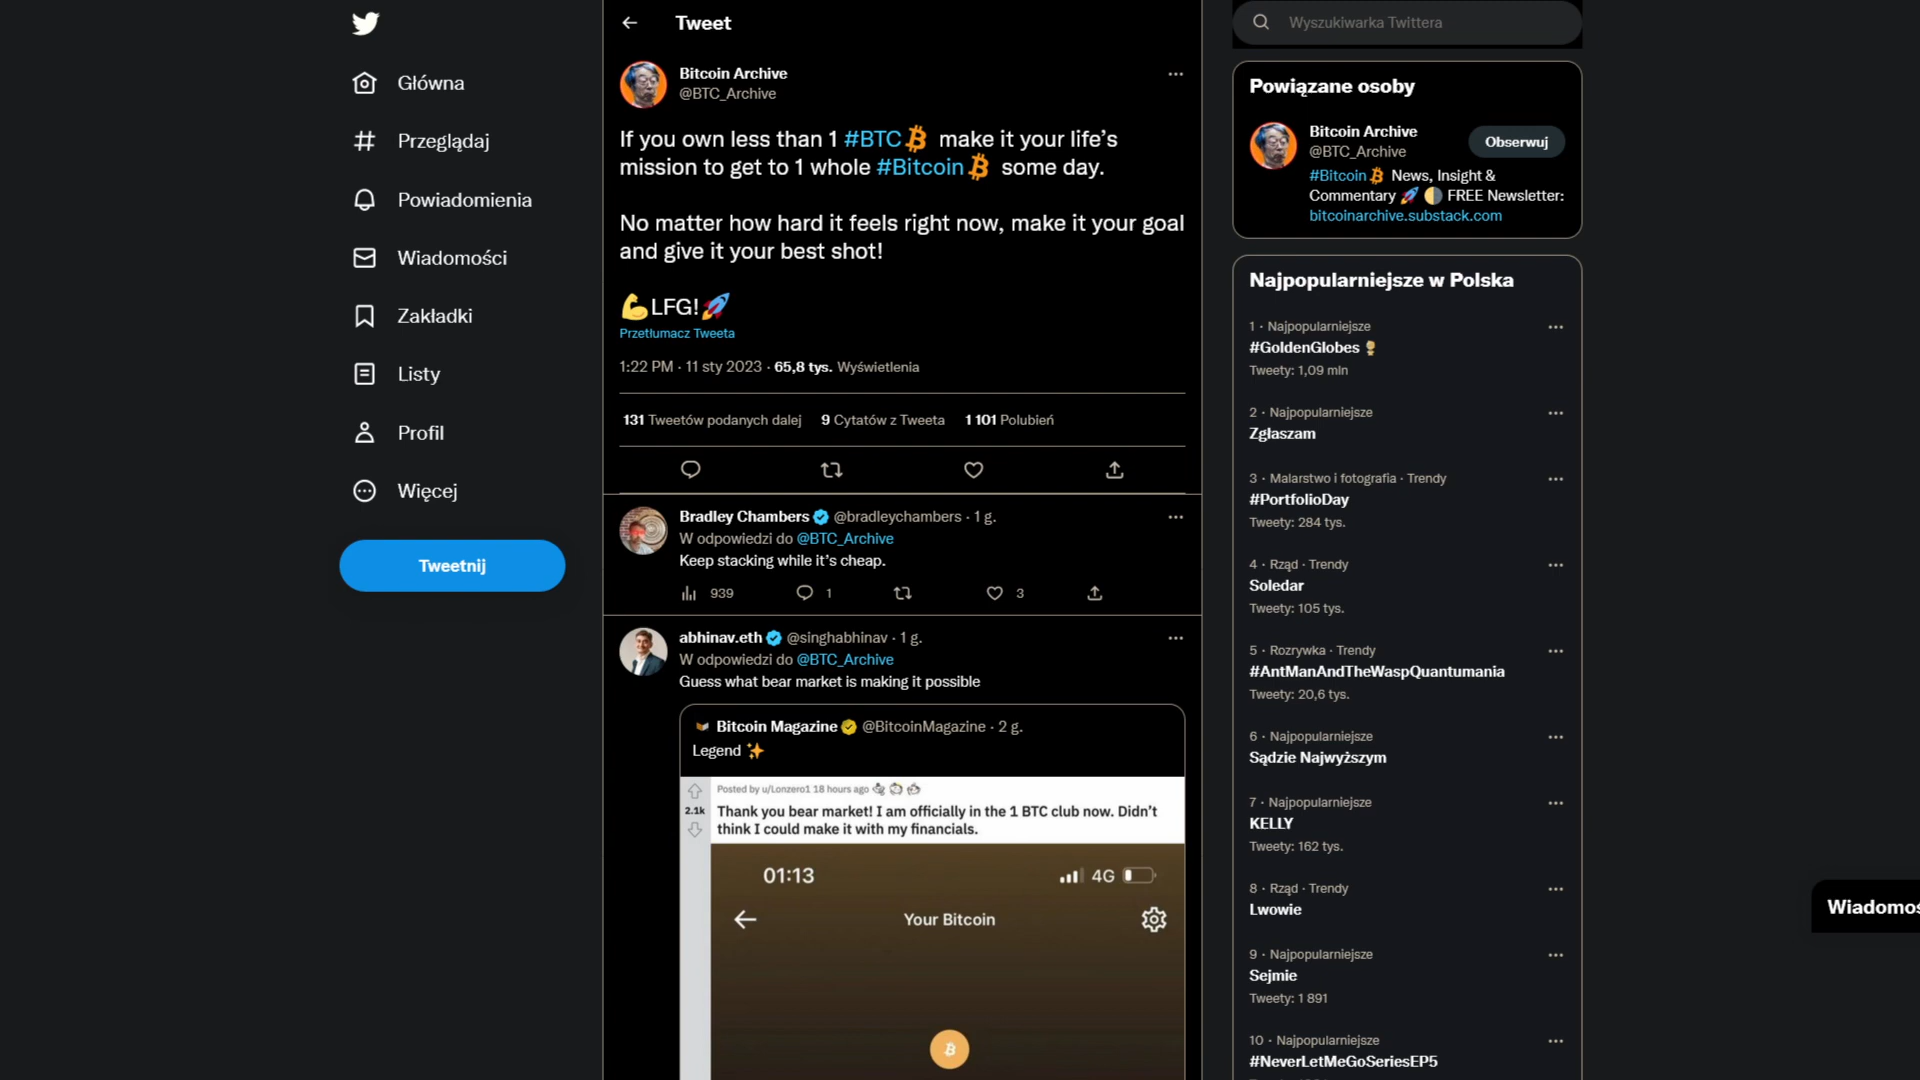 Główna
Przeglądaj
Powiadomienia
Wiadomości
Zakładki
Listy
Profil
Więcej
Tweetnij
Tweet
Bitcoin Archive
@BTC_Archive
If you own less than 1 #BTC make it your life’s
mission to get to 1 whole #Bitcoin some day.
No matter how hard it feels right now, make it your goal
and give it your best shot!
💪LFG!🚀
Przetłumacz Tweeta
1:22 PM · 11 sty 2023 · 65,8 tys. Wyświetlenia
131 Tweetów podanych dalej 9 Cytatów z Tweeta 1 101 Polubień
Bradley Chambers @bradleychambers · 1 g.
W odpowiedzi do @BTC_Archive
Keep stacking while it’s cheap.
939 1 3
abhinav.eth @singhabhinav · 1 g.
W odpowiedzi do @BTC_Archive
Guess what bear market is making it possible
Bitcoin Magazine @BitcoinMagazine · 2 g.
Legend ✨
Posted by u/Lonzero1 18 hours ago
2.1k
Thank you bear market! I am officially in the 1 BTC club now. Didn’t
think I could make it with my financials.
01:13 4G
Your Bitcoin
Wyszukiwarka Twittera
Powiązane osoby
Bitcoin Archive
@BTC_Archive
Obserwuj
#Bitcoin News, Insight &
Commentary 🚀 🌗 FREE Newsletter:
bitcoinarchive.substack.com
Najpopularniejsze w Polska
1 · Najpopularniejsze
#GoldenGlobes
Tweety: 1,09 mln
2 · Najpopularniejsze
Zgłaszam
3 · Malarstwo i fotografia · Trendy
#PortfolioDay
Tweety: 284 tys.
4 · Rząd · Trendy
Soledar
Tweety: 105 tys.
5 · Rozrywka · Trendy
#AntManAndTheWaspQuantumania
Tweety: 20,6 tys.
6 · Najpopularniejsze
Sądzie Najwyższym
7 · Najpopularniejsze
KELLY
Tweety: 162 tys.
8 · Rząd · Trendy
Lwowie
9 · Najpopularniejsze
Sejmie
Tweety: 1 891
10 · Najpopularniejsze
#NeverLetMeGoSeriesEP5
Wiadomoś